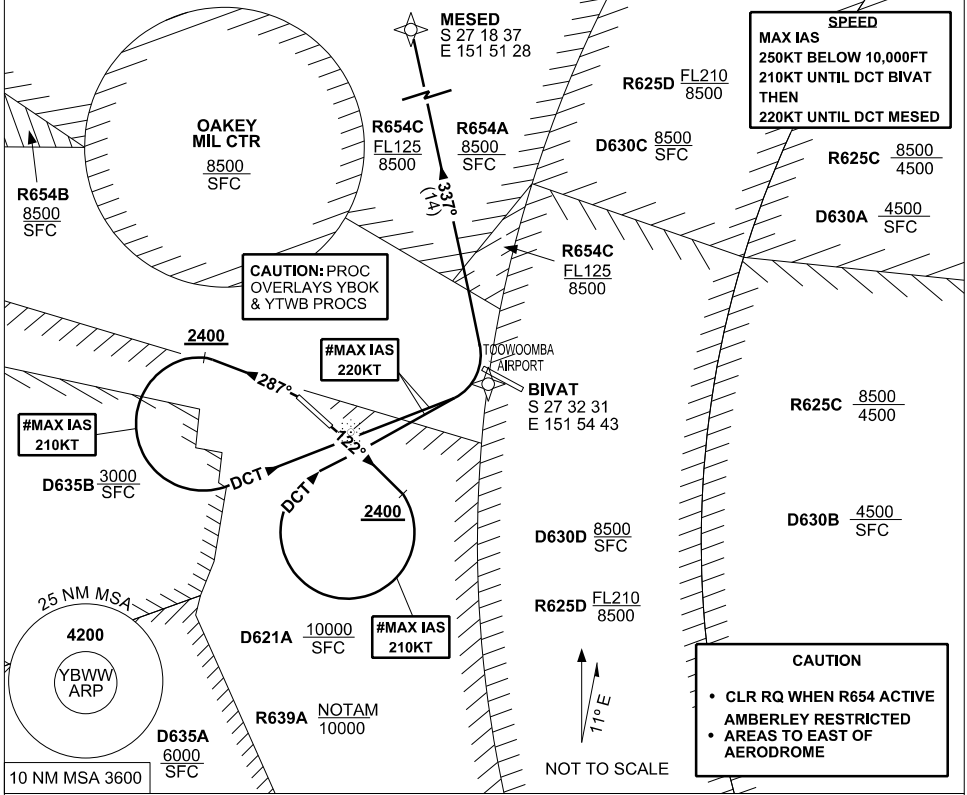 MESED
S 27 18 37
E 151 51 28
SPEED
MAX IAS
250KT BELOW 10,000FT
210KT UNTIL DCT BIVAT
THEN
220KT UNTIL DCT MESED
R625D FL210
8500
D630C 8500
SFC
R625C 8500
4500
D630A 4500
SFC
OAKEY
MIL CTR
8500
SFC
R654C
FL125
8500
R654A
8500
SFC
R654B
8500
SFC
337°
(14)
R654C
FL125
8500
CAUTION: PROC
OVERLAYS YBOK
& YTWB PROCS
2400
#MAX IAS
220KT
TOOWOOMBA
AIRPORT
BIVAT
S 27 32 31
E 151 54 43
287°
122°
#MAX IAS
210KT
R625C 8500
4500
D635B 3000
SFC
DCT
DCT
2400
D630D 8500
SFC
D630B 4500
SFC
R625D FL210
8500
25 NM MSA
4200
YBWW
ARP
D621A 10000
SFC
#MAX IAS
210KT
R639A NOTAM
10000
D635A
6000
SFC
10 NM MSA 3600
11° E
NOT TO SCALE
CAUTION
• CLR RQ WHEN R654 ACTIVE
AMBERLEY RESTRICTED
• AREAS TO EAST OF
AERODROME